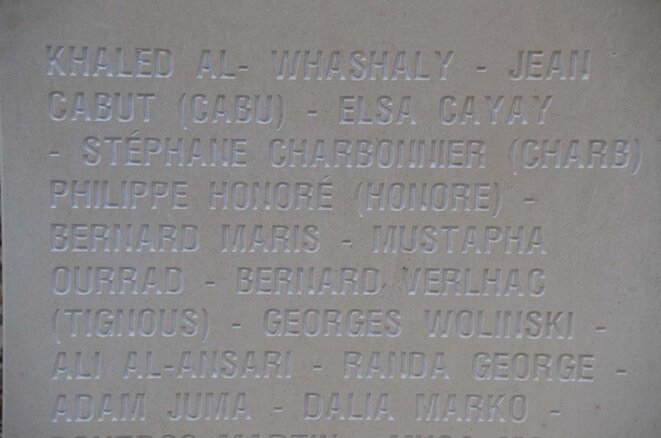 KHALED AL- WHASHALY - JEAN
CABUT (CABU) - ELSA CAYAY
- STÉPHANE CHARBONNIER (CHARB)
PHILIPPE HONORÉ (HONORE) -
BERNARD MARIS - MUSTAPHA
OURRAD - BERNARD VERLHAC
(TIGNOUS) - GEORGES WOLINSKI -
ALI AL-ANSARI - RANDA GEORGE -
ADAM JUMA - DALIA MARKO -